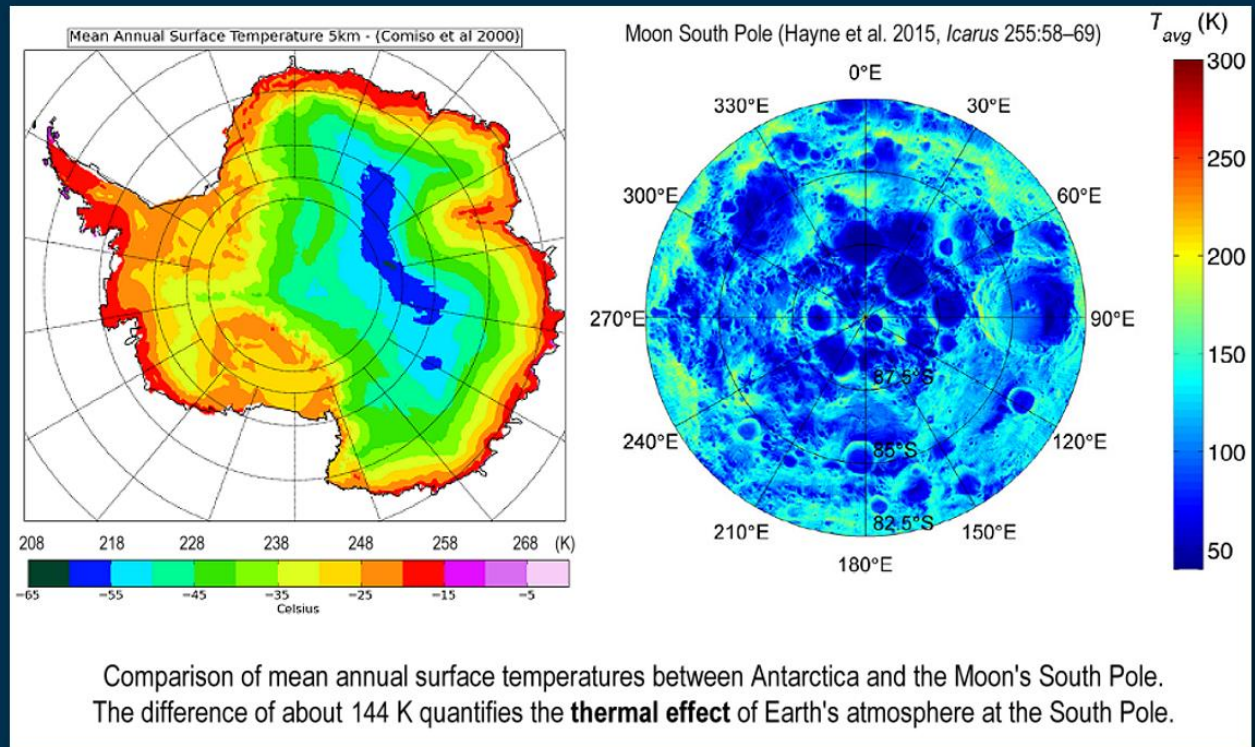 Mean Annual Surface Temperature 5km - (Comiso et al 2000)
208 218 228 238 248 258 268 (K)
−65 −55 −45 −35 −25 −15 −5
Celsius
Moon South Pole (Hayne et al. 2015, Icarus 255:58–69)
0°E
30°E
60°E
90°E
120°E
150°E
180°E
210°E
240°E
270°E
300°E
330°E
87.5°S
85°S
82.5°S
Tavg (K)
300
250
200
150
100
50
Comparison of mean annual surface temperatures between Antarctica and the Moon's South Pole.
The difference of about 144 K quantifies the thermal effect of Earth's atmosphere at the South Pole.